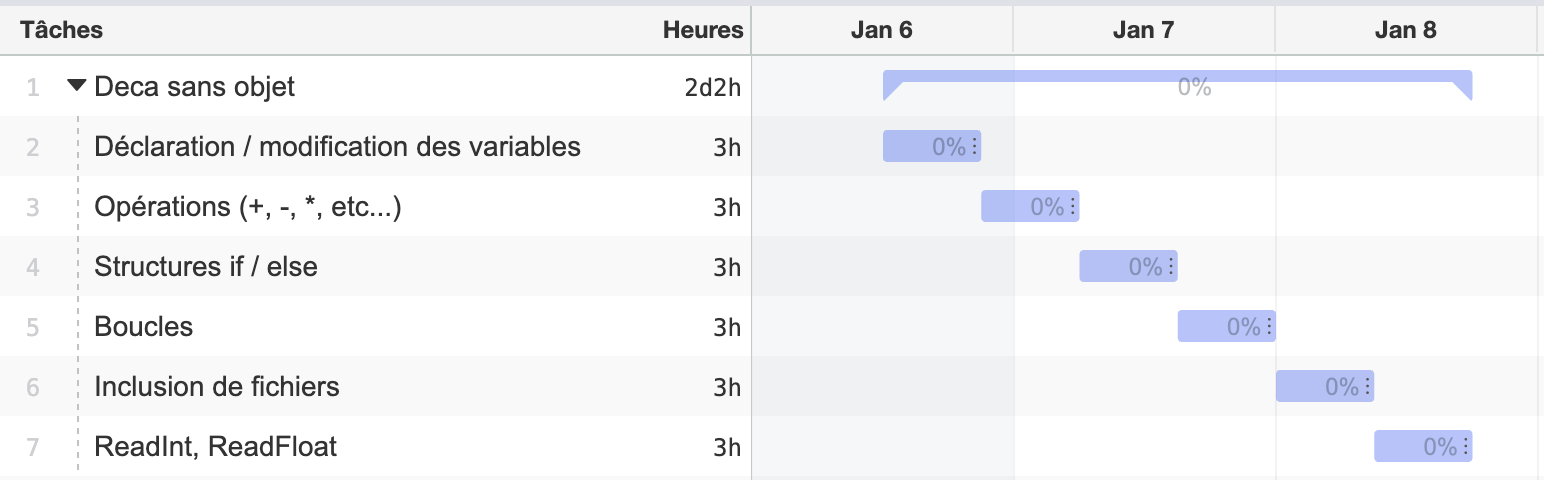 Tâches Heures Jan 6 Jan 7 Jan 8
1 Deca sans objet 2d2h 0%
2 Déclaration / modification des variables 3h 0%
3 Opérations (+, -, *, etc...) 3h 0%
4 Structures if / else 3h 0%
5 Boucles 3h 0%
6 Inclusion de fichiers 3h 0%
7 ReadInt, ReadFloat 3h 0%